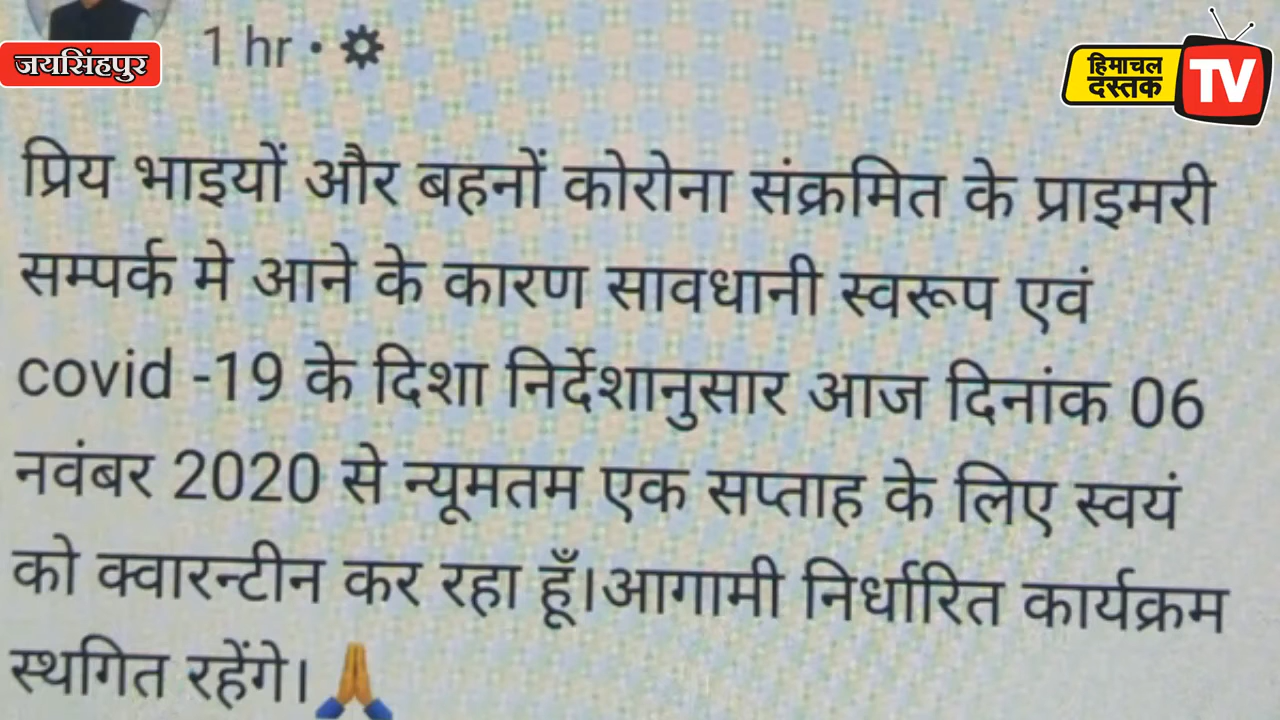 जयसिंहपुर
1 hr •
हिमाचल
दस्तक
TV
प्रिय भाइयों और बहनों कोरोना संक्रमित के प्राइमरी
सम्पर्क मे आने के कारण सावधानी स्वरूप एवं
covid -19 के दिशा निर्देशानुसार आज दिनांक 06
नवंबर 2020 से न्यूमतम एक सप्ताह के लिए स्वयं
को क्वारन्टीन कर रहा हूँ।आगामी निर्धारित कार्यक्रम
स्थगित रहेंगे। 🙏